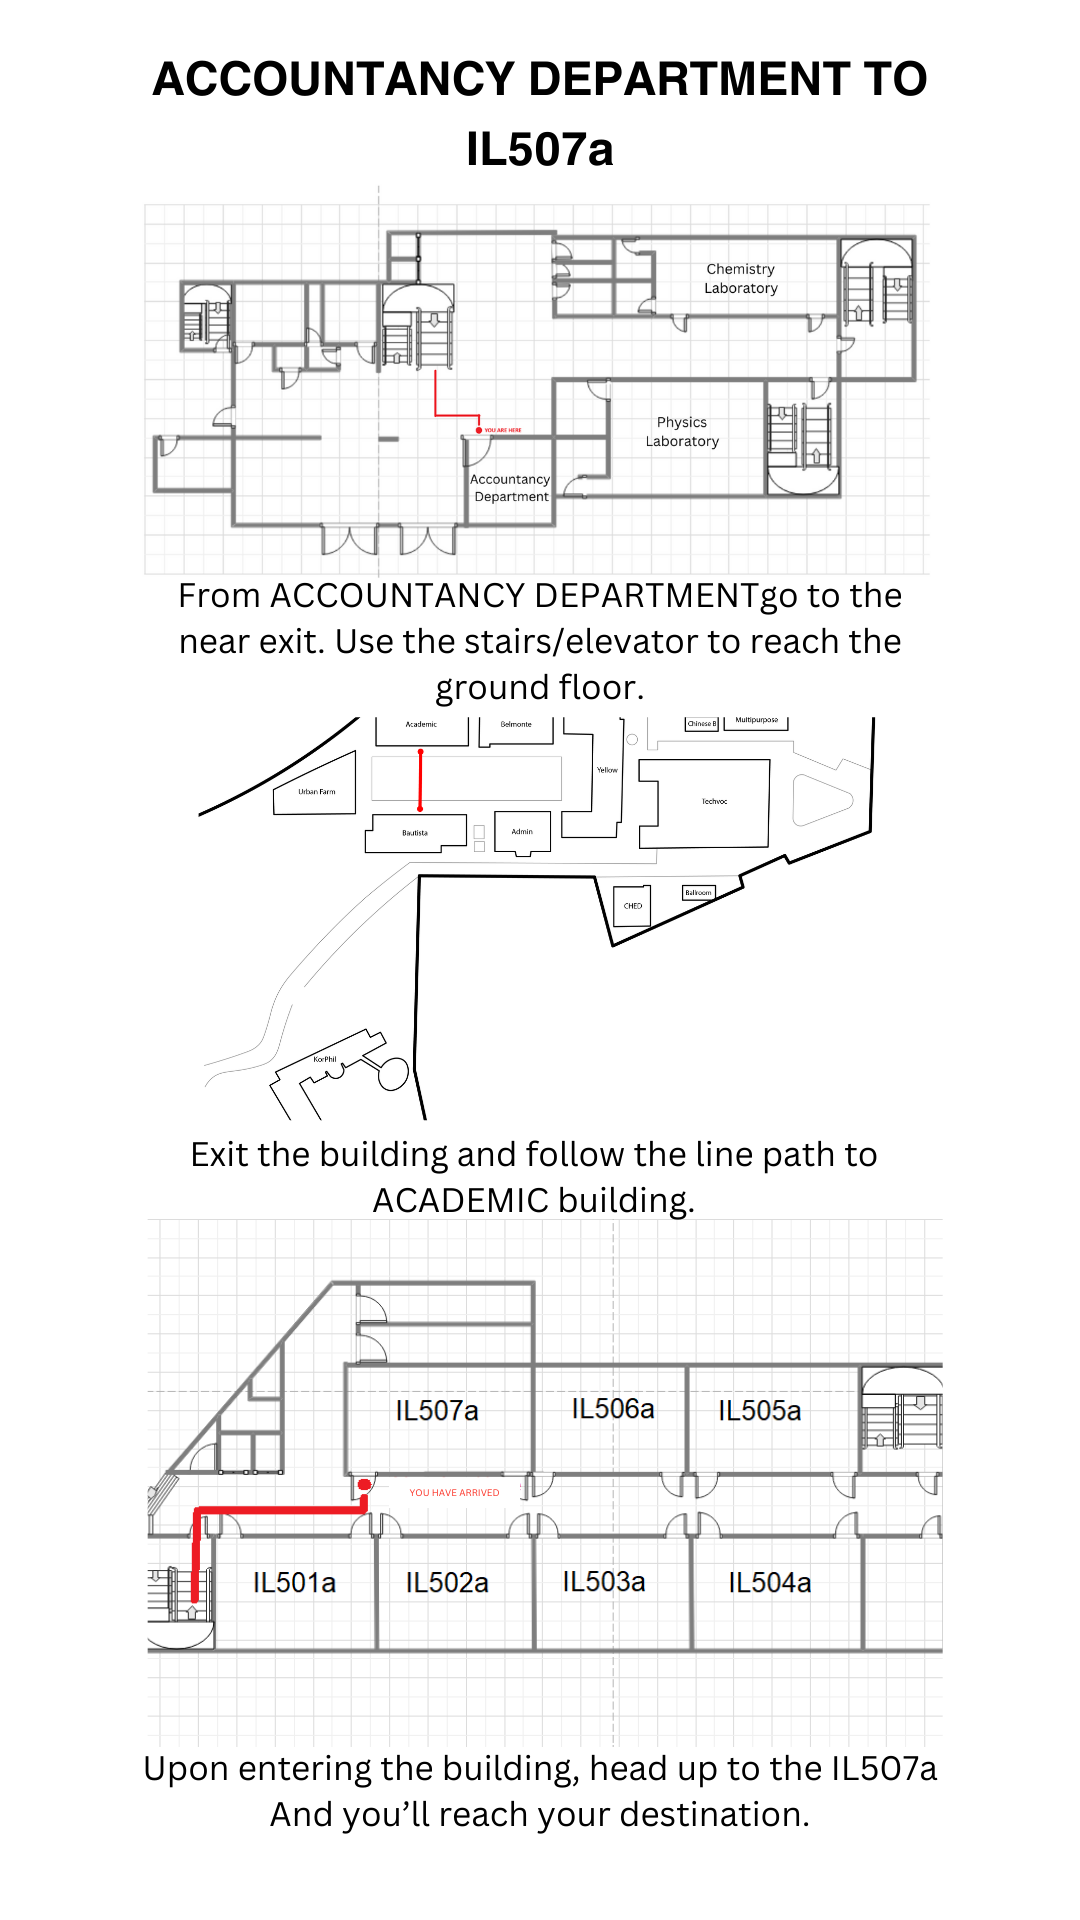 ACCOUNTANCY DEPARTMENT TO
IL507a
Chemistry
Laboratory
Physics
Laboratory
YOU ARE HERE
Accountancy
Department
From ACCOUNTANCY DEPARTMENTgo to the
near exit. Use the stairs/elevator to reach the
ground floor.
Academic
Belmonte
Chinese B
Multipurpose
Yellow
Urban Farm
Techvoc
Bautista
Admin
CHED
Ballroom
KorPhil
Exit the building and follow the line path to
ACADEMIC building.
IL507a
IL506a
IL505a
YOU HAVE ARRIVED
IL501a
IL502a
IL503a
IL504a
Upon entering the building, head up to the IL507a
And you’ll reach your destination.